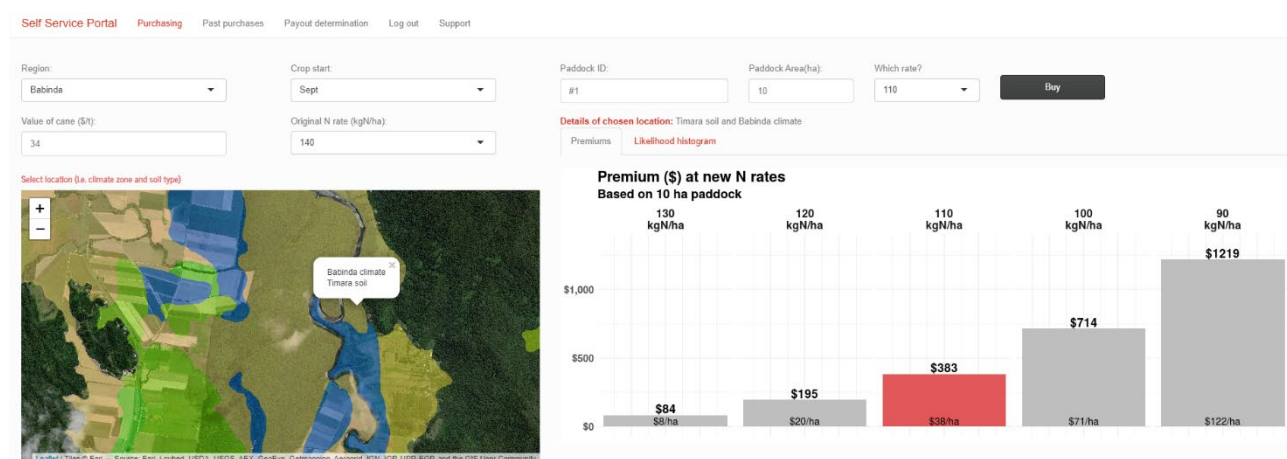 Self Service Portal Purchasing Past purchases Payout determination Log out Support
Region:
Babinda
Crop start:
Sept
Value of cane ($/t):
34
Original N rate (kgN/ha):
140
Select location (i.e. climate zone and soil type)
+
−
Babinda climate
Timara soil
×
Paddock ID:
#1
Paddock Area(ha):
10
Which rate?
110
Buy
Details of chosen location: Timara soil and Babinda climate
Premiums Likelihood histogram
Premium ($) at new N rates
Based on 10 ha paddock
130 120 110 100 90
kgN/ha kgN/ha kgN/ha kgN/ha kgN/ha
$1219
$1,000
$714
$500
$383
$195
$84
$8/ha $20/ha $38/ha $71/ha $122/ha
$0